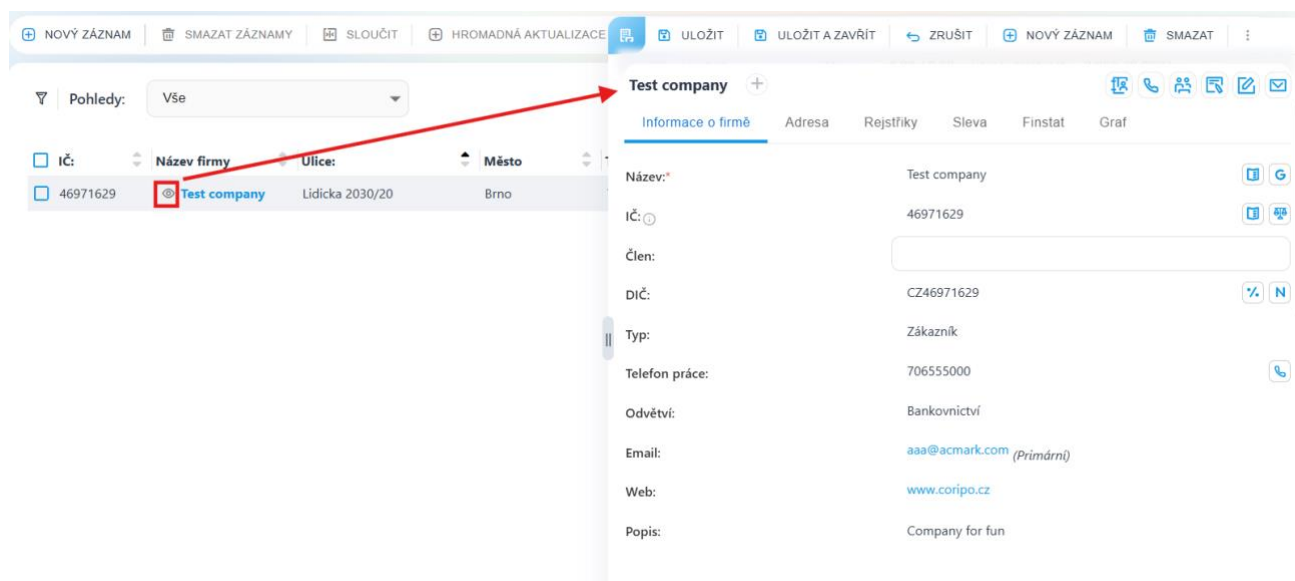 NOVÝ ZÁZNAM SMAZAT ZÁZNAMY SLOUČIT HROMADNÁ AKTUALIZACE
Pohledy: Vše
IČ: Název firmy Ulice: Město
46971629 Test company Lidicka 2030/20 Brno
ULOŽIT ULOŽIT A ZAVŘÍT ZRUŠIT NOVÝ ZÁZNAM SMAZAT
Test company
Informace o firmě Adresa Rejstříky Sleva Finstat Graf
Název:* Test company G
IČ: 46971629
Člen:
DIČ: CZ46971629 N
Typ: Zákazník
Telefon práce: 706555000
Odvětví: Bankovnictví
Email: aaa@acmark.com (Primární)
Web: www.coripo.cz
Popis: Company for fun